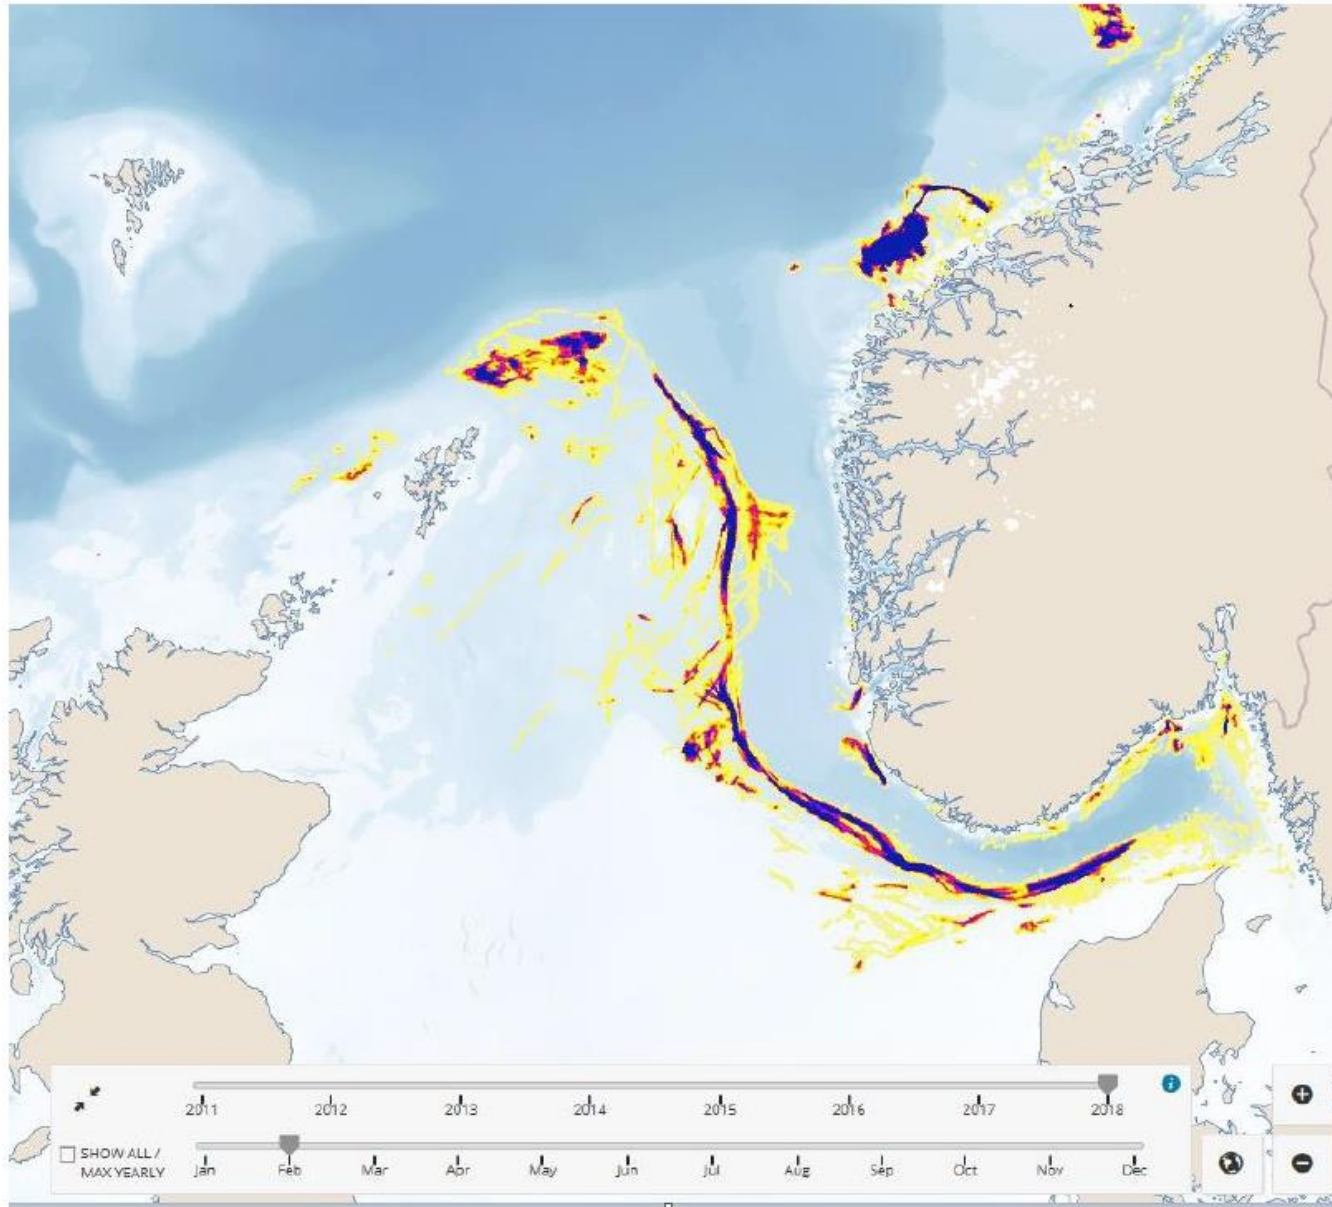 2011 2012 2013 2014 2015 2016 2017 2018
SHOW ALL /
MAX YEARLY
Jan Feb Mar Apr May Jun Jul Aug Sep Oct Nov Dec